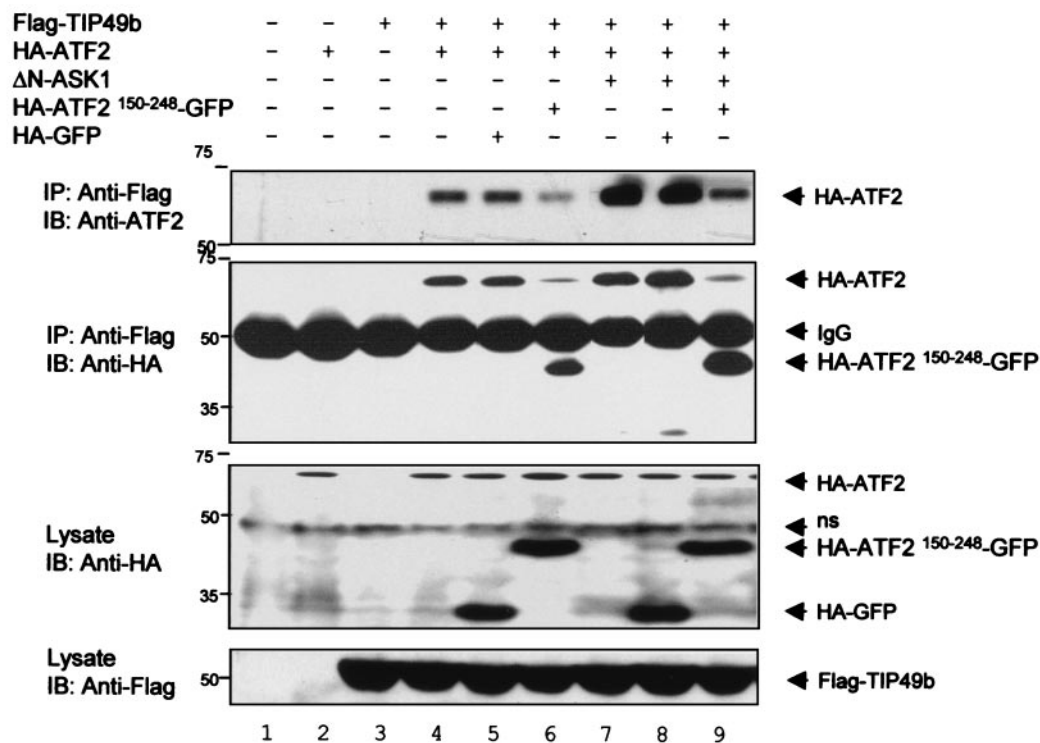 Flag-TIP49b - - + + + + + + +
HA-ATF2 - + - + + + + + +
ΔN-ASK1 - - - - - - + + +
HA-ATF2 150-248-GFP - - - - - + - - +
HA-GFP - - - - + - - + -
75
IP: Anti-Flag
IB: Anti-ATF2
HA-ATF2
50
75
HA-ATF2
IP: Anti-Flag
IB: Anti-HA
50
IgG
HA-ATF2 150-248-GFP
35
75
HA-ATF2
50
ns
Lysate
IB: Anti-HA
HA-ATF2 150-248-GFP
35
HA-GFP
Lysate
IB: Anti-Flag
50
Flag-TIP49b
1 2 3 4 5 6 7 8 9